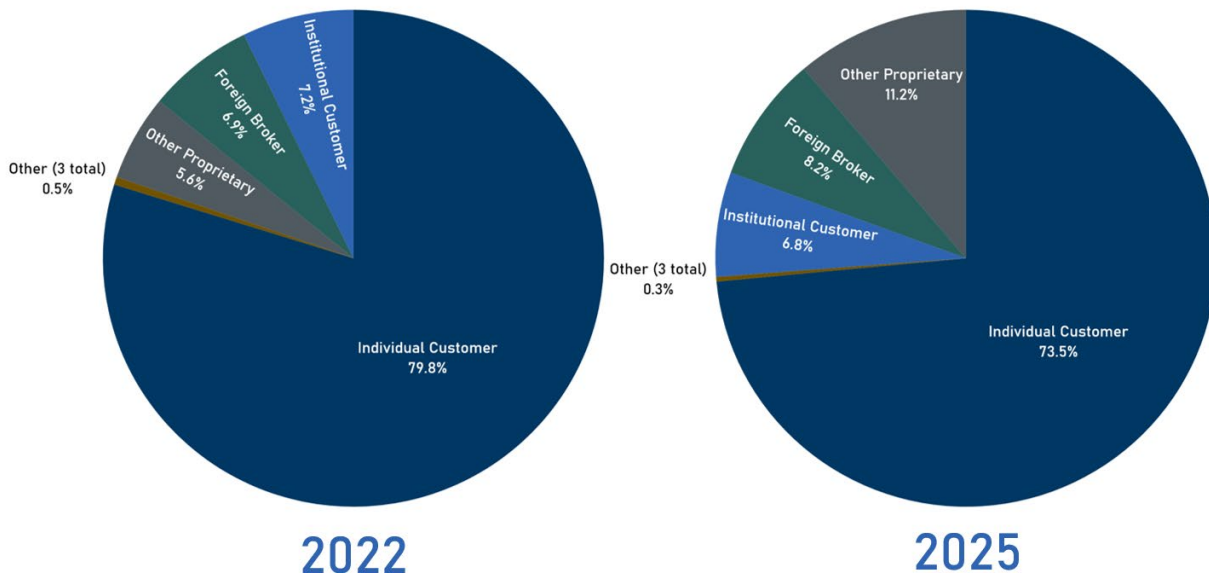 Institutional Customer
7.2%
Foreign Broker
6.9%
Other Proprietary
5.6%
Other (3 total)
0.5%
Individual Customer
79.8%
2022
Other Proprietary
11.2%
Foreign Broker
8.2%
Institutional Customer
6.8%
Other (3 total)
0.3%
Individual Customer
73.5%
2025